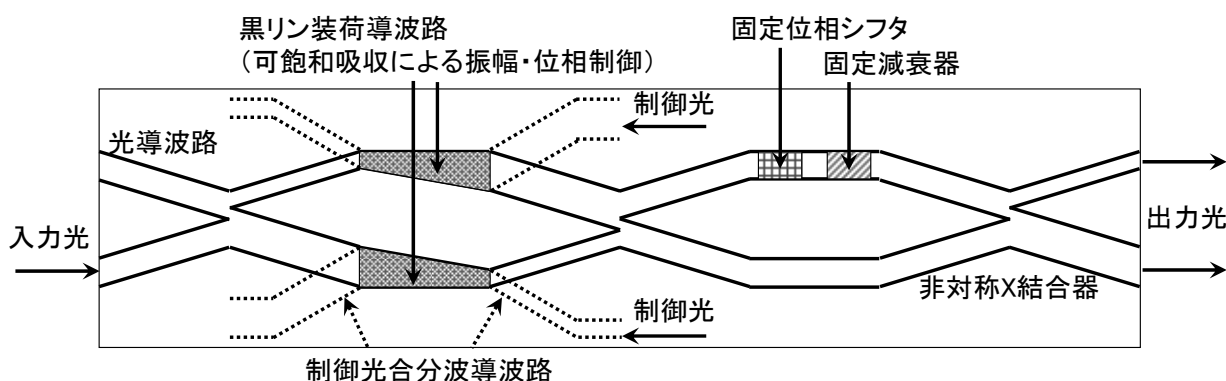 黒リン装荷導波路
(可飽和吸収による振幅・位相制御)
固定位相シフタ
固定減衰器
制御光
光導波路
入力光
出力光
非対称X結合器
制御光
制御光合分波導波路